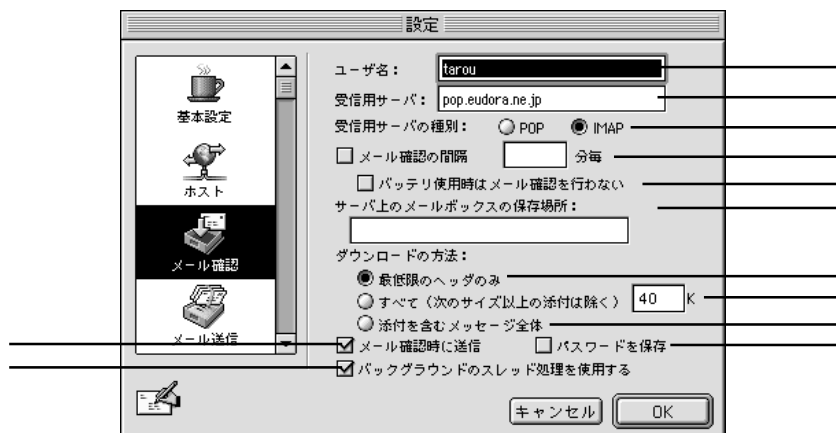 設定
基本設定
ホスト
メール確認
メール送信
ユーザ名：
tarou
受信用サーバ：
pop.eudora.ne.jp
受信用サーバの種別：
POP
IMAP
メール確認の間隔
分毎
バッテリ使用時はメール確認を行わない
サーバ上のメールボックスの保存場所：
ダウンロードの方法：
最低限のヘッダのみ
すべて（次のサイズ以上の添付は除く）
40
K
添付を含むメッセージ全体
メール確認時に送信
パスワードを保存
バックグラウンドのスレッド処理を使用する
キャンセル
OK